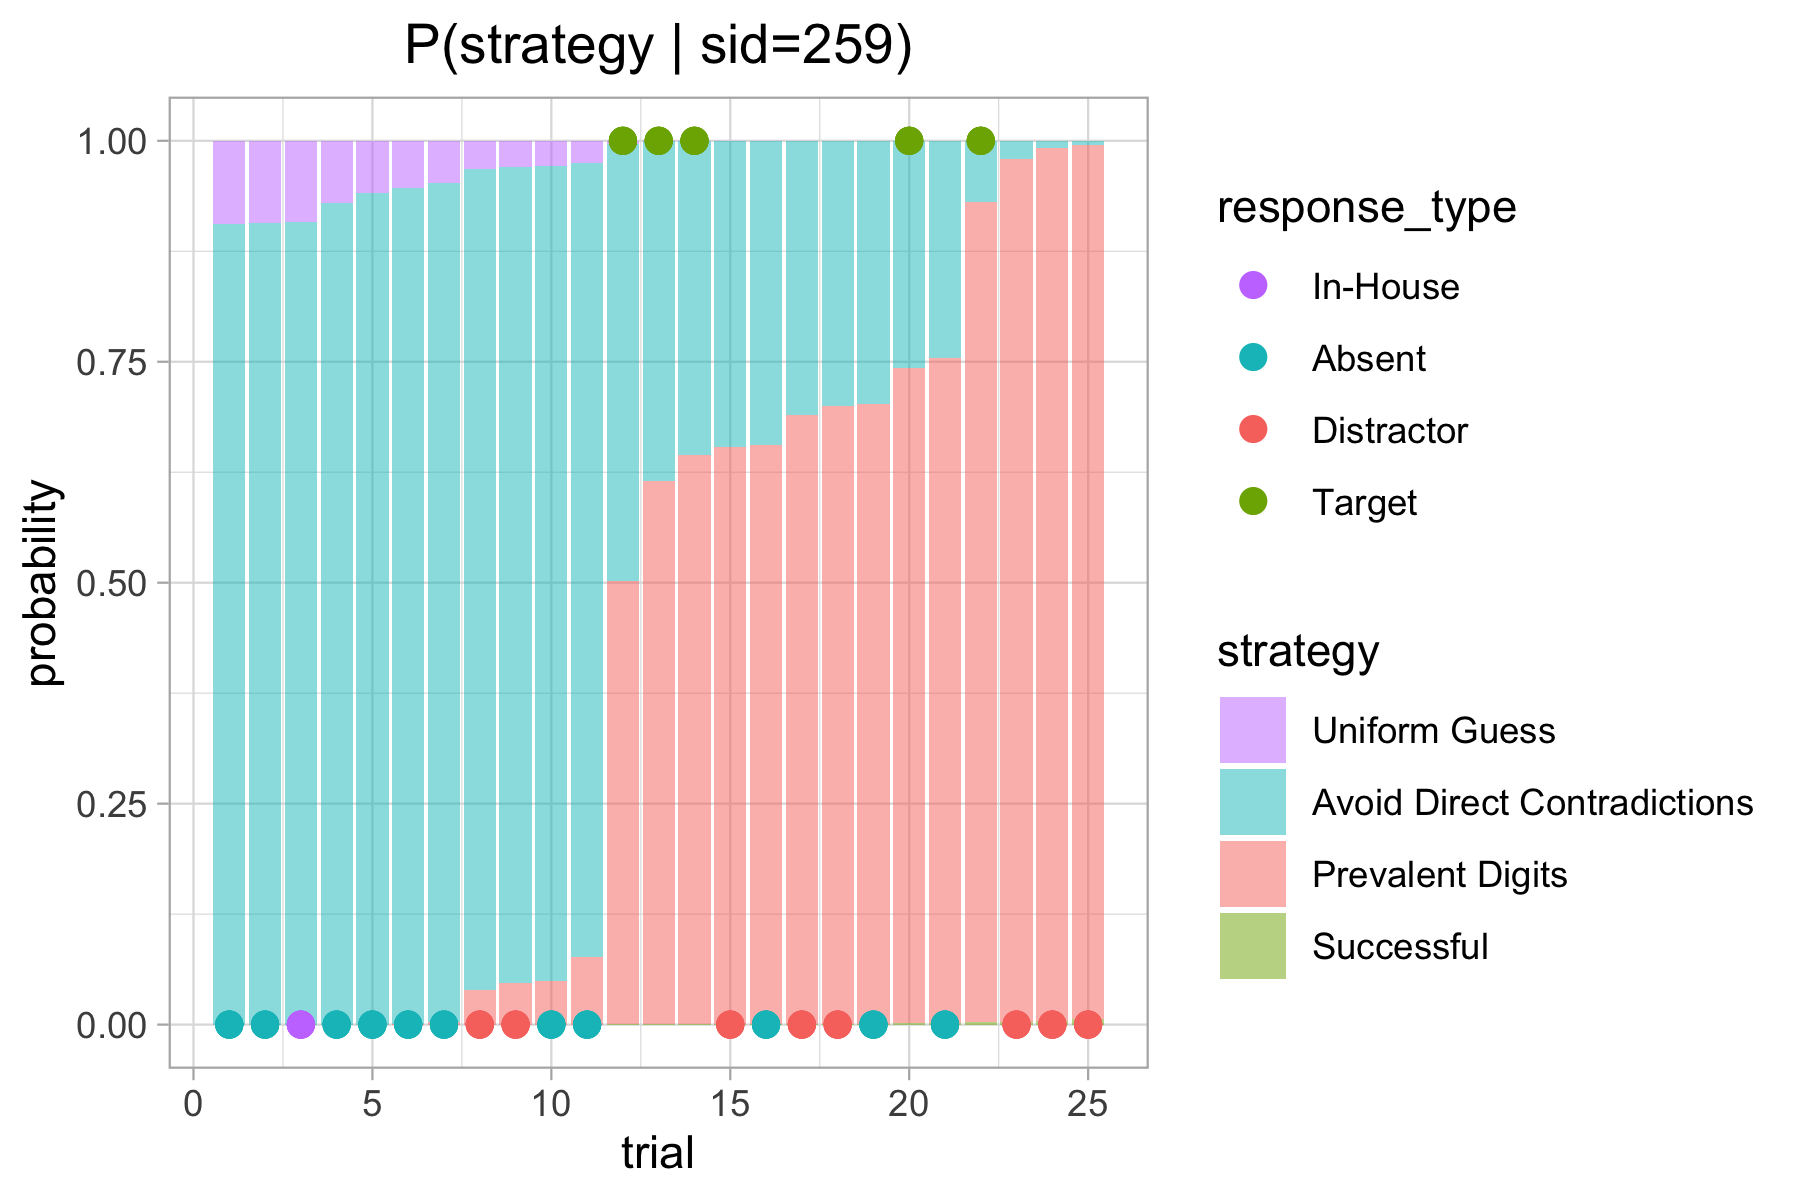 P(strategy | sid=259)
probability
1.00
0.75
0.50
0.25
0.00
0 5 10 15 20 25
trial
response_type
In-House
Absent
Distractor
Target
strategy
Uniform Guess
Avoid Direct Contradictions
Prevalent Digits
Successful